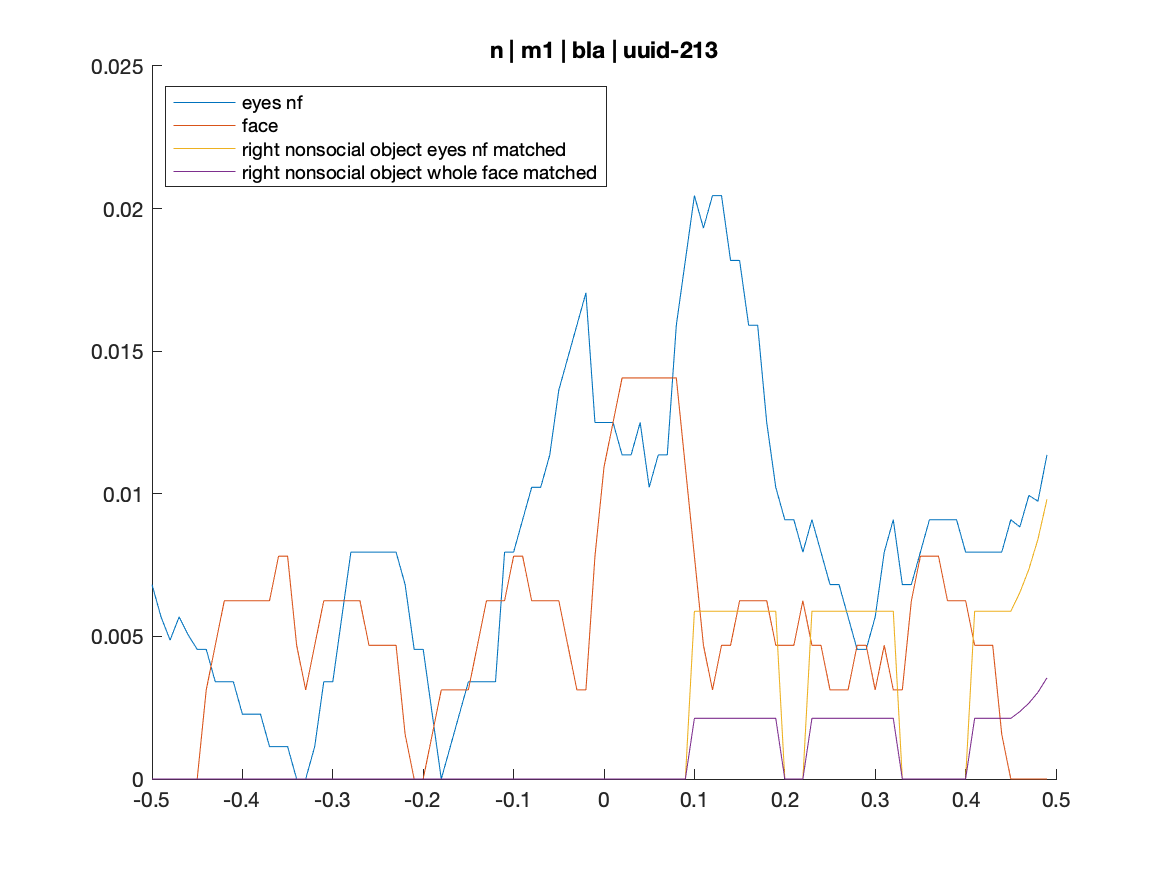 n | m1 | bla | uuid-213
0.025
eyes nf
face
right nonsocial object eyes nf matched
right nonsocial object whole face matched
0.02
0.015
0.01
0.005
0
-0.5 -0.4 -0.3 -0.2 -0.1 0 0.1 0.2 0.3 0.4 0.5